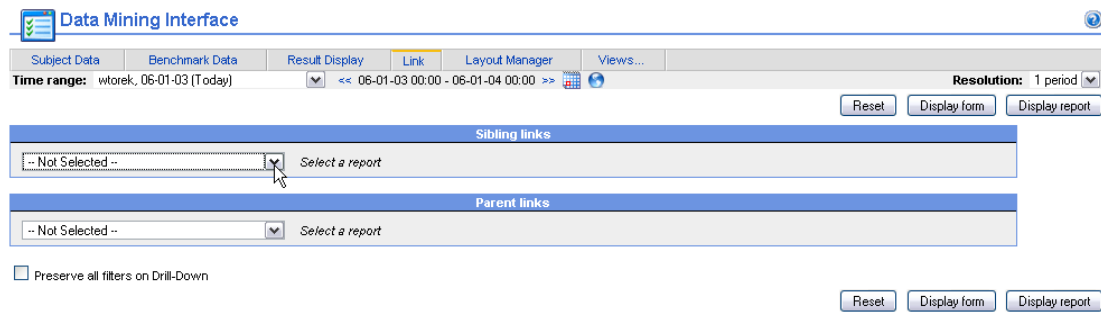 Data Mining Interface
Subject Data Benchmark Data Result Display Link Layout Manager Views...
Time range: wtorek, 06-01-03 (Today) << 06-01-03 00:00 - 06-01-04 00:00 >> Resolution: 1 period
Reset Display form Display report
Sibling links
-- Not Selected -- Select a report
Parent links
-- Not Selected -- Select a report
Preserve all filters on Drill-Down
Reset Display form Display report